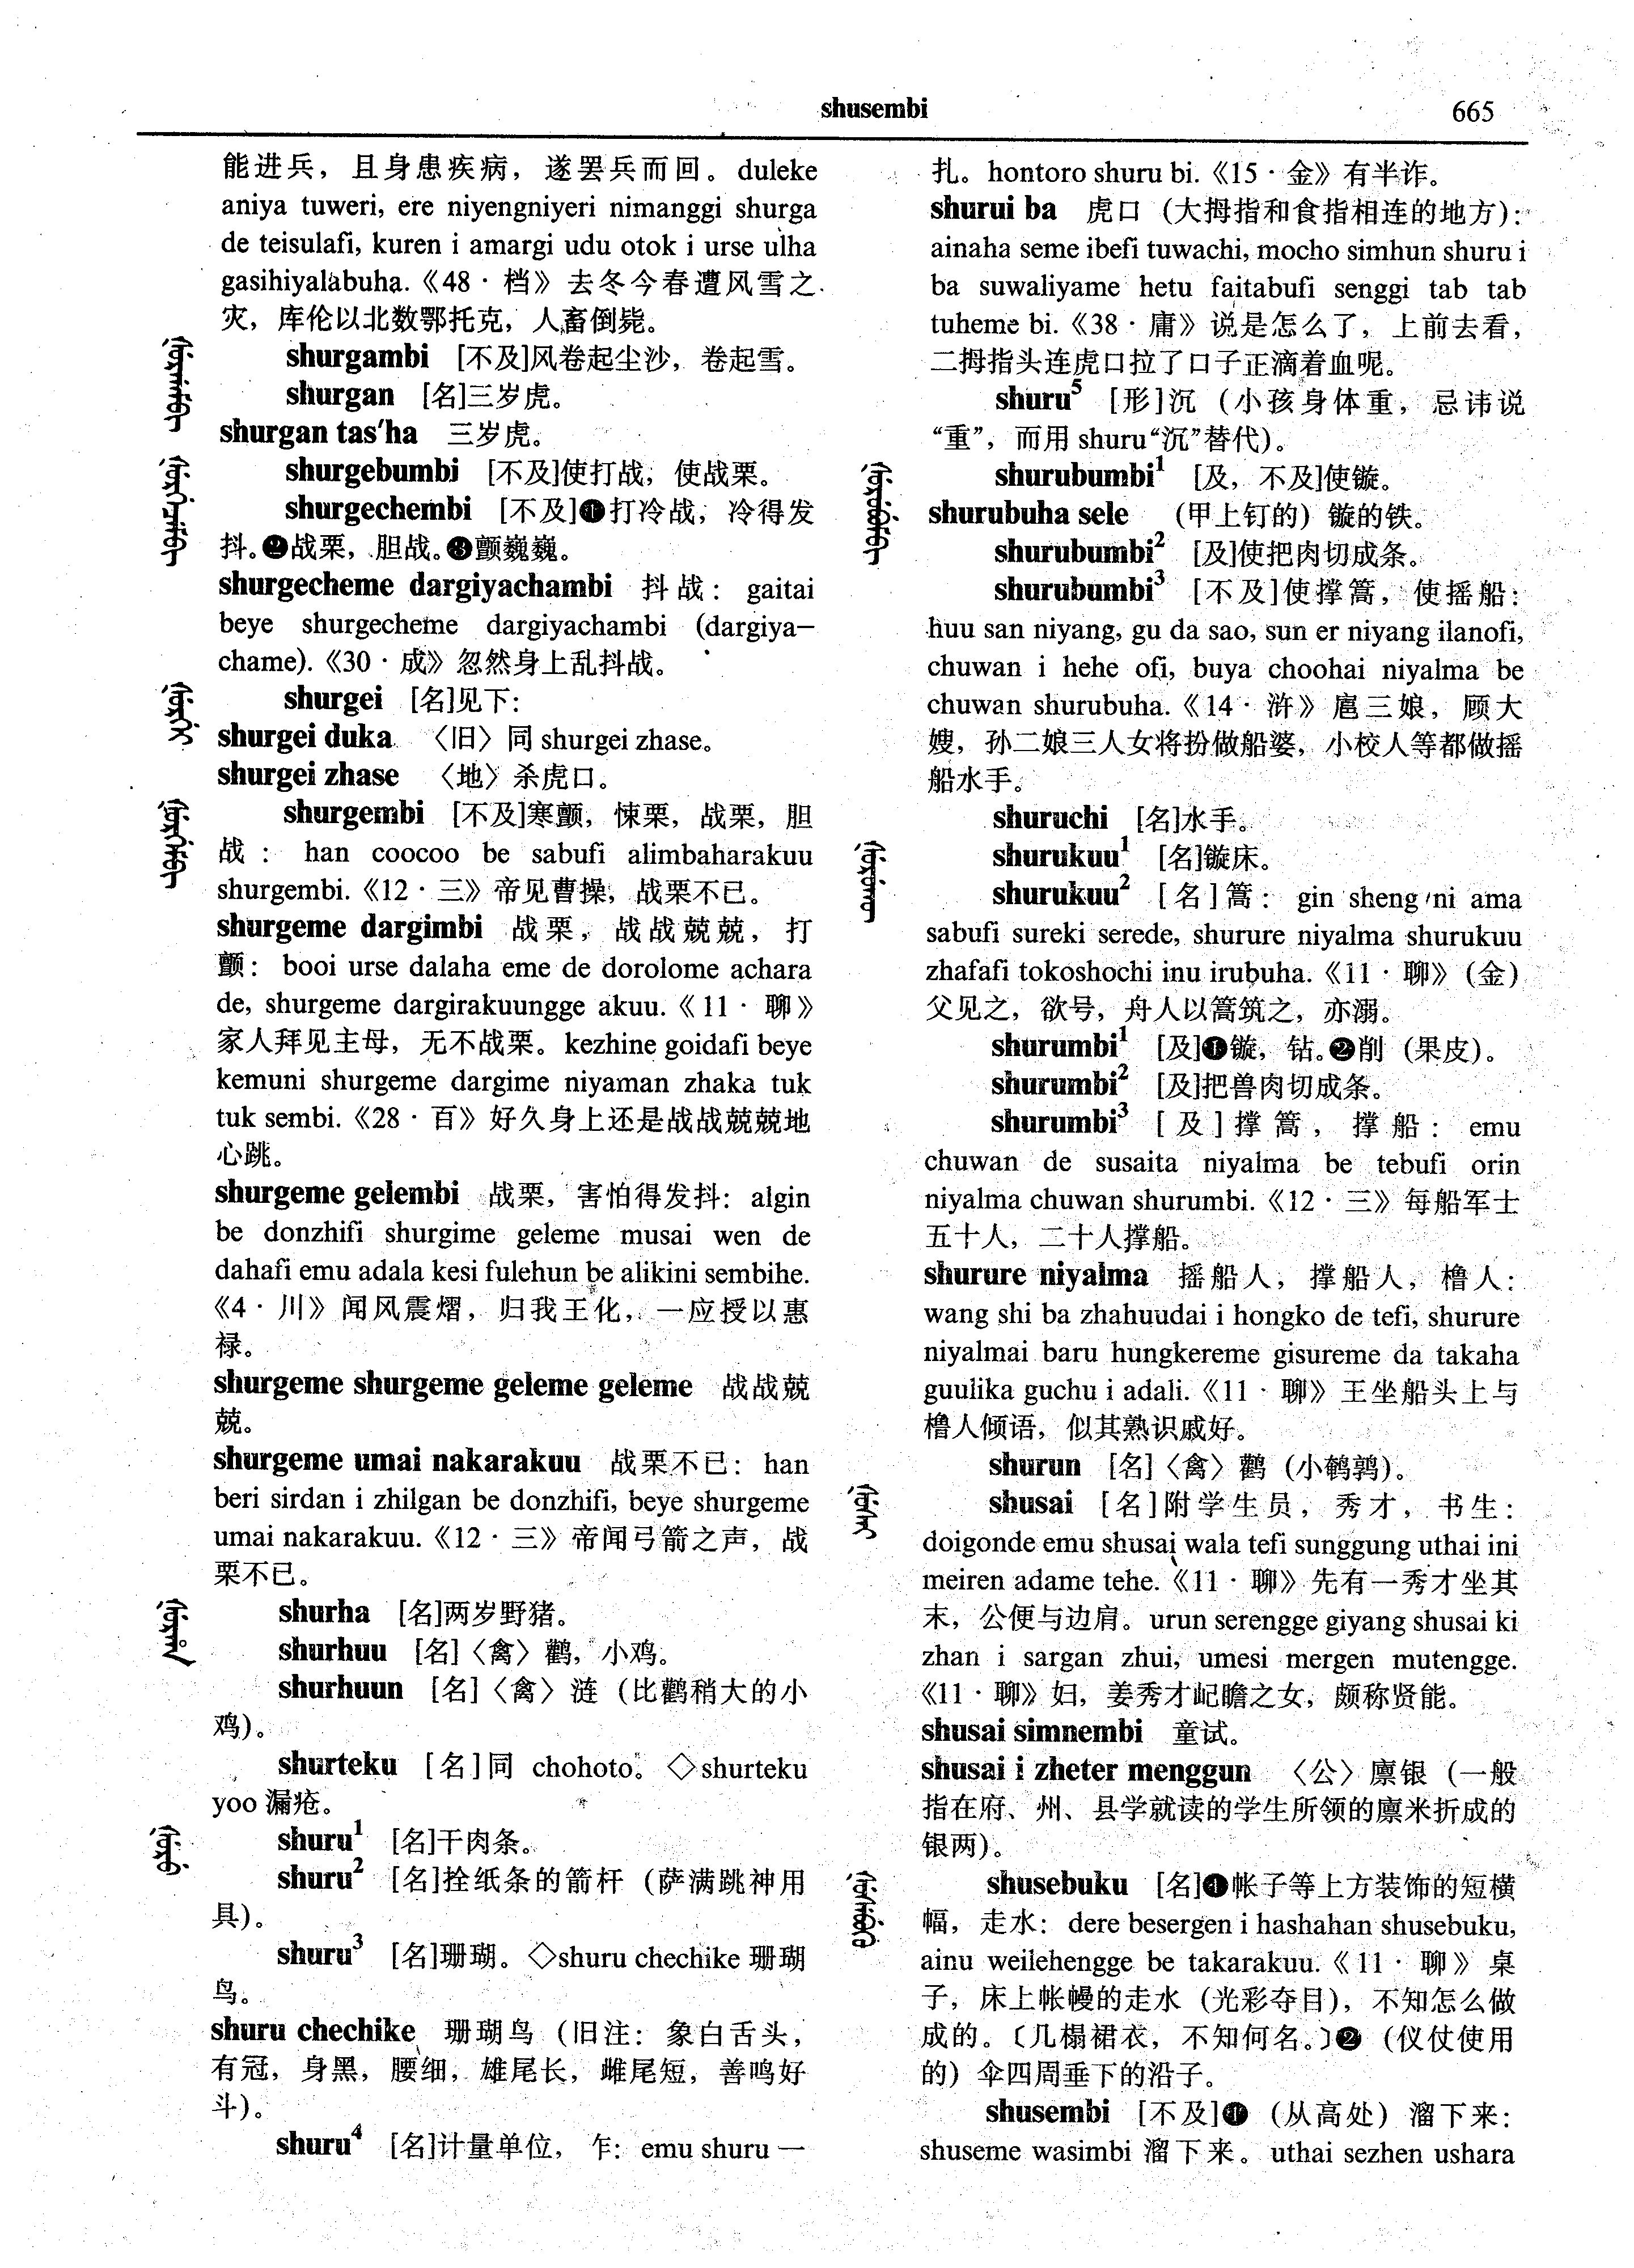 shusembi
665
能进兵，且身患疾病，遂罢兵而回。duleke
aniya tuweri, ere niyengniyeri nimanggi shurga
de teisulafi, kuren i amargi udu otok i urse ulha
gasihiyalabuha.《48 · 档》去冬今春遭风雪之
灾，库伦以北数鄂托克，人畜倒毙。
shurgambi [不及]风卷起尘沙，卷起雪。
shurgan [名]三岁虎。
shurgan tas'ha 三岁虎。
shurgebumbi [不及]使打战，使战栗。
shurgechembi [不及]❶打冷战，冷得发
抖。❷战栗，胆战。❸颤巍巍。
shurgecheme dargiyachambi 抖战：gaitai
beye shurgecheme dargiyachambi (dargiya—
chame).《30 · 成》忽然身上乱抖战。
shurgei [名]见下：
shurgei duka 〈旧〉同 shurgei zhase。
shurgei zhase 〈地〉杀虎口。
shurgembi [不及]寒颤，悚栗，战栗，胆
战：han coocoo be sabufi alimbaharakuu
shurgembi.《12 · 三》帝见曹操，战栗不已。
shurgeme dargimbi 战栗，战战兢兢，打
颤：booi urse dalaha eme de dorolome achara
de, shurgeme dargirakuungge akuu.《11 · 聊》
家人拜见主母，无不战栗。kezhine goidafi beye
kemuni shurgeme dargime niyaman zhaka tuk
tuk sembi.《28 · 百》好久身上还是战战兢兢地
心跳。
shurgeme gelembi 战栗，害怕得发抖：algin
be donzhifi shurgime geleme musai wen de
dahafi emu adala kesi fulehun be alikini sembihe.
《4 · 川》闻风震熠，归我王化，一应授以惠
禄。
shurgeme shurgeme geleme geleme 战战兢
兢。
shurgeme umai nakarakuu 战栗不已：han
beri sirdan i zhilgan be donzhifi, beye shurgeme
umai nakarakuu.《12 · 三》帝闻弓箭之声，战
栗不已。
shurha [名]两岁野猪。
shurhuu [名]〈禽〉鹳，小鸡。
shurhuun [名]〈禽〉涟（比鹳稍大的小
鸡）。
shurteku [名]同 chohoto。◇shurteku
yoo 漏疮。
shuru¹ [名]干肉条。
shuru² [名]拴纸条的箭杆（萨满跳神用
具）。
shuru³ [名]珊瑚。◇shuru chechike 珊瑚
鸟。
shuru chechike 珊瑚鸟（旧注：象白舌头，
有冠，身黑，腰细，雄尾长，雌尾短，善鸣好
斗）。
shuru⁴ [名]计量单位，乍：emu shuru 一
扎。hontoro shuru bi.《15 · 金》有半诈。
shurui ba 虎口（大拇指和食指相连的地方）：
ainaha seme ibefi tuwachi, mocho simhun shuru i
ba suwaliyame hetu faitabufi senggi tab tab
tuheme bi.《38 · 庸》说是怎么了，上前去看，
二拇指头连虎口拉了口子正滴着血呢。
shuru⁵ [形]沉（小孩身体重，忌讳说
“重”，而用 shuru“沉”替代）。
shurubumbi¹ [及，不及]使镟。
shurubuha sele （甲上钉的）镟的铁。
shurubumbi² [及]使把肉切成条。
shurubumbi³ [不及]使撑篙，使摇船：
huu san niyang, gu da sao, sun er niyang ilanofi,
chuwan i hehe ofi, buya choohai niyalma be
chuwan shurubuha.《14 · 浒》扈三娘，顾大
嫂，孙二娘三人女将扮做船婆，小校人等都做摇
船水手。
shuruchi [名]水手。
shurukuu¹ [名]镟床。
shurukuu² [名]篙：gin sheng ni ama
sabufi sureki serede, shurure niyalma shurukuu
zhafafi tokoshochi inu irubuha.《11 · 聊》（金）
父见之，欲号，舟人以篙筑之，亦溺。
shurumbi¹ [及]❶镟，钻。❷削（果皮）。
shurumbi² [及]把兽肉切成条。
shurumbi³ [及]撑篙，撑船：emu
chuwan de susaita niyalma be tebufi orin
niyalma chuwan shurumbi.《12 · 三》每船军士
五十人，二十人撑船。
shurure niyalma 摇船人，撑船人，橹人：
wang shi ba zhahuudai i hongko de tefi, shurure
niyalmai baru hungkereme gisureme da takaha
guulika guchu i adali.《11 · 聊》王坐船头上与
橹人倾语，似其熟识戚好。
shurun [名]〈禽〉鹳（小鹌鹑）。
shusai [名]附学生员，秀才，书生：
doigonde emu shusai wala tefi sunggung uthai ini
meiren adame tehe.《11 · 聊》先有一秀才坐其
末，公便与边肩。urun serengge giyang shusai ki
zhan i sargan zhui, umesi mergen mutengge.
《11 · 聊》妇，姜秀才屺瞻之女，颇称贤能。
shusai simnembi 童试。
shusai i zheter menggun 〈公〉廪银（一般
指在府、州、县学就读的学生所领的廪米折成的
银两）。
shusebuku [名]❶帐子等上方装饰的短横
幅，走水：dere besergen i hashahan shusebuku,
ainu weilehengge be takarakuu.《11 · 聊》桌
子，床上帐幔的走水（光彩夺目），不知怎么做
成的。〔几榻裙衣，不知何名。〕❷（仪仗使用
的）伞四周垂下的沿子。
shusembi [不及]❶（从高处）溜下来：
shuseme wasimbi 溜下来。uthai sezhen ushara